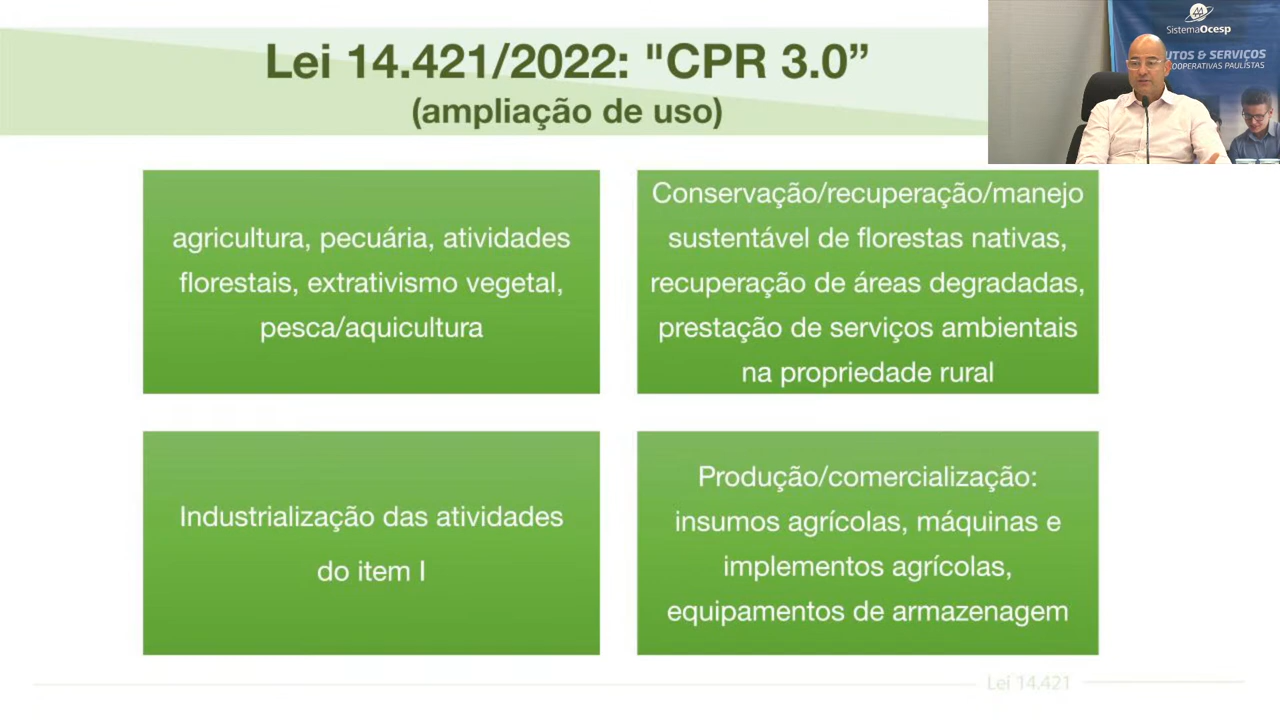 Lei 14.421/2022: "CPR 3.0”
(ampliação de uso)
SistemaOcesp
UTOS & SERVIÇOS
COOPERATIVAS PAULISTAS
agricultura, pecuária, atividades
florestais, extrativismo vegetal,
pesca/aquicultura
Conservação/recuperação/manejo
sustentável de florestas nativas,
recuperação de áreas degradadas,
prestação de serviços ambientais
na propriedade rural
Industrialização das atividades
do item I
Produção/comercialização:
insumos agrícolas, máquinas e
implementos agrícolas,
equipamentos de armazenagem
Lei 14.421